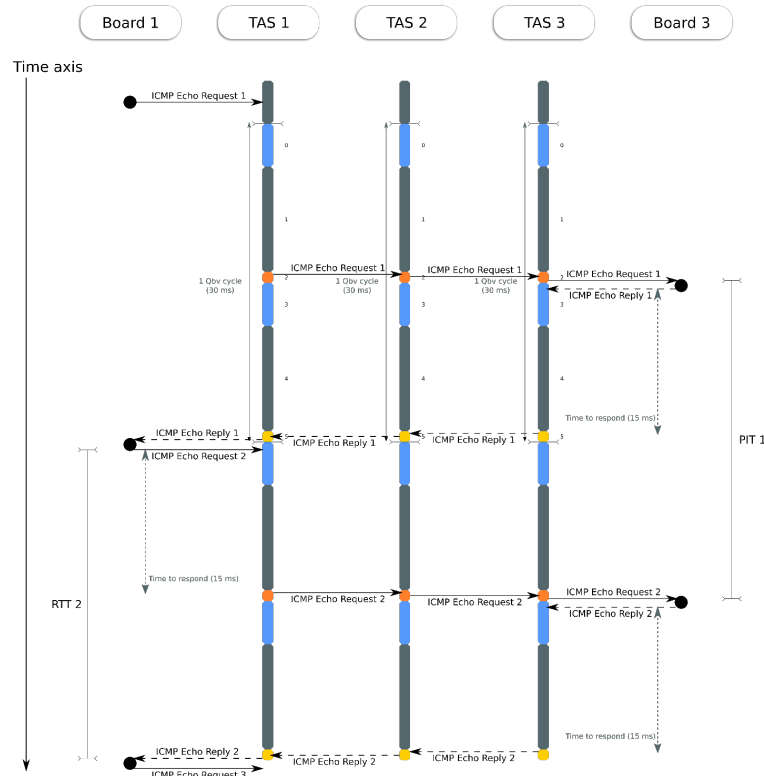 Board 1
TAS 1
TAS 2
TAS 3
Board 3
Time axis
ICMP Echo Request 1
0
0
0
1
1
1
ICMP Echo Request 1
ICMP Echo Request 1
ICMP Echo Request 1
1 Qbv cycle
(30 ms)
2
1 Qbv cycle
(30 ms)
2
1 Qbv cycle
(30 ms)
2
ICMP Echo Reply 1
3
3
3
4
4
4
Time to respond (15 ms)
ICMP Echo Reply 1
5
ICMP Echo Reply 1
5
ICMP Echo Reply 1
5
PIT 1
ICMP Echo Request 2
Time to respond (15 ms)
RTT 2
ICMP Echo Request 2
ICMP Echo Request 2
ICMP Echo Request 2
ICMP Echo Reply 2
Time to respond (15 ms)
ICMP Echo Reply 2
ICMP Echo Reply 2
ICMP Echo Reply 2
ICMP Echo Request 3